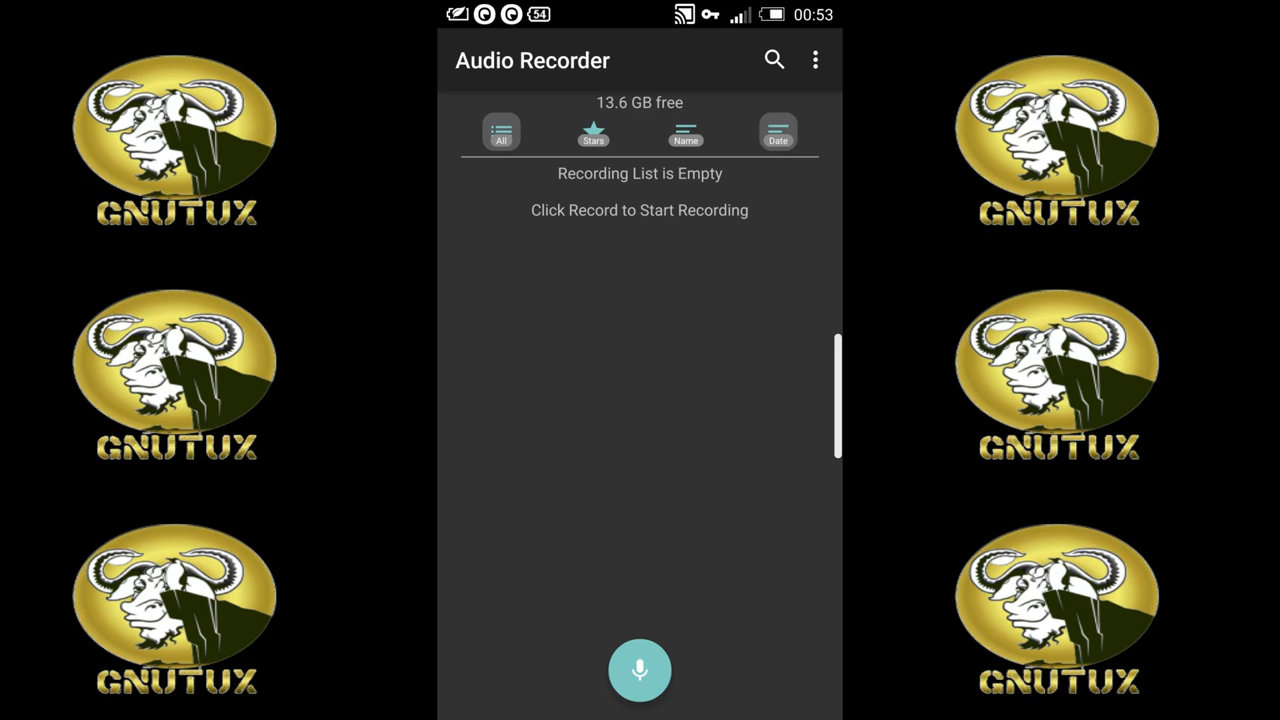 54
00:53
Audio Recorder
13.6 GB free
All
Stars
Name
Date
Recording List is Empty
Click Record to Start Recording
GNUTUX
GNUTUX
GNUTUX
GNUTUX
GNUTUX
GNUTUX